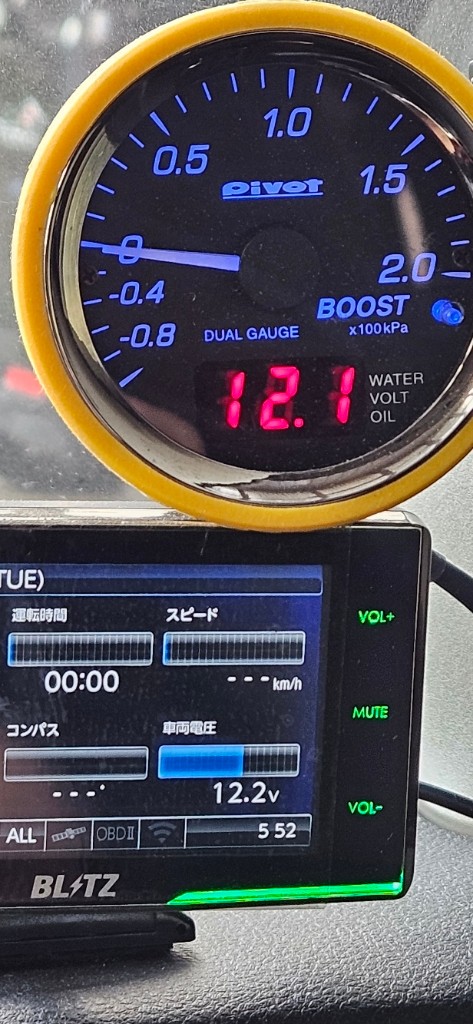 1.0
0.5
1.5
PIVOT
0
2.0
-0.4
BOOST
x100kPa
-0.8
DUAL GAUGE
12.1
WATER
VOLT
OIL
TUE)
運転時間 スピード
VOL+
00:00 ---km/h
MUTE
コンパス 車両電圧
---° 12.2V
VOL-
ALL OBDII 5 52
BLITZ